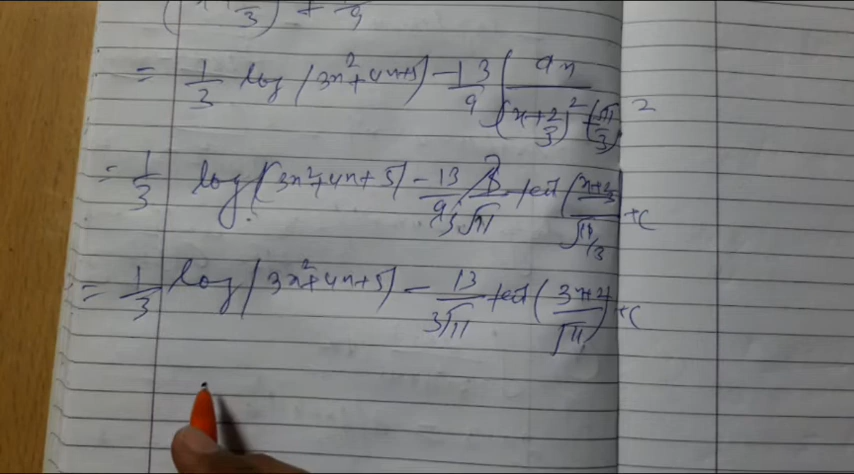 = 1/3 log |3x²+4x+5| - 13/9 ∫ dx/((x+2/3)² + (√11/3)²)
= 1/3 log |3x²+4x+5| - 13/9 3/√11 tan⁻¹ ((x+2/3)/(√11/3)) + C
= 1/3 log |3x²+4x+5| - 13/(3√11) tan⁻¹ ((3x+2)/√11) + C